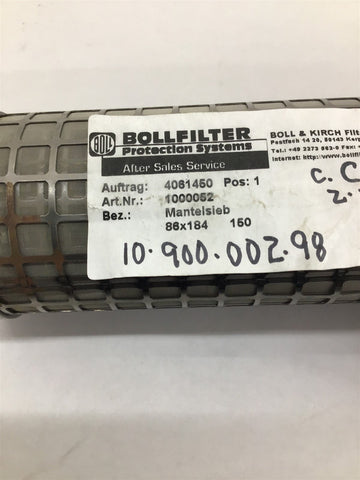 BOLL
BOLLFILTER
Protection Systems
After Sales Service
BOLL & KIRCH Filt
Postfach 14 20, 50143 Kerp
Tel.: +49 2273 562-0 Fax: +
Internet: http://www.bollfi
Auftrag: 4061450 Pos: 1
Art.Nr.: 1000052
Bez.: Mantelsieb
86x184 150
C. C
10.900.002.98